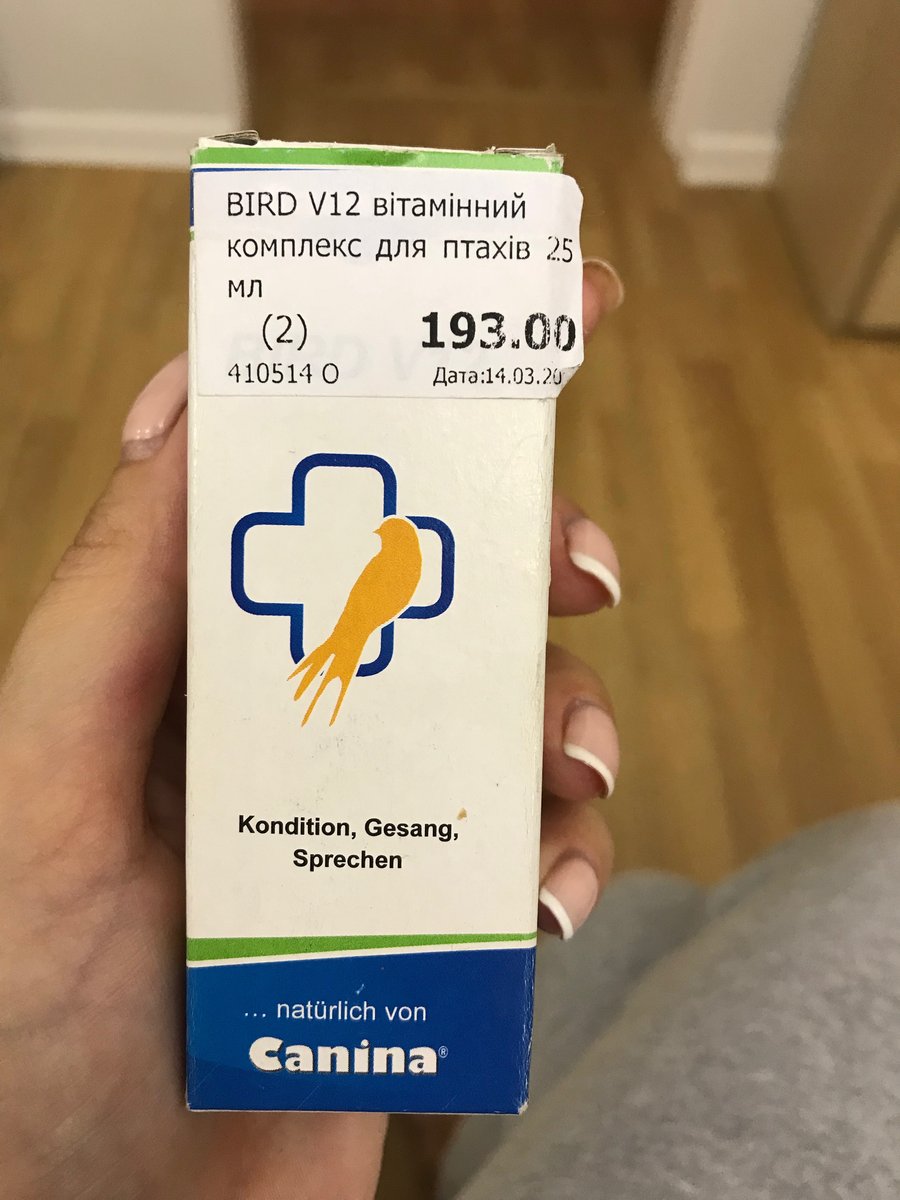 BIRD V12 вітамінний
комплекс для птахів 25
мл
(2) 193.00
410514 О Дата:14.03.20
Kondition, Gesang,
Sprechen
... natürlich von
Canina®